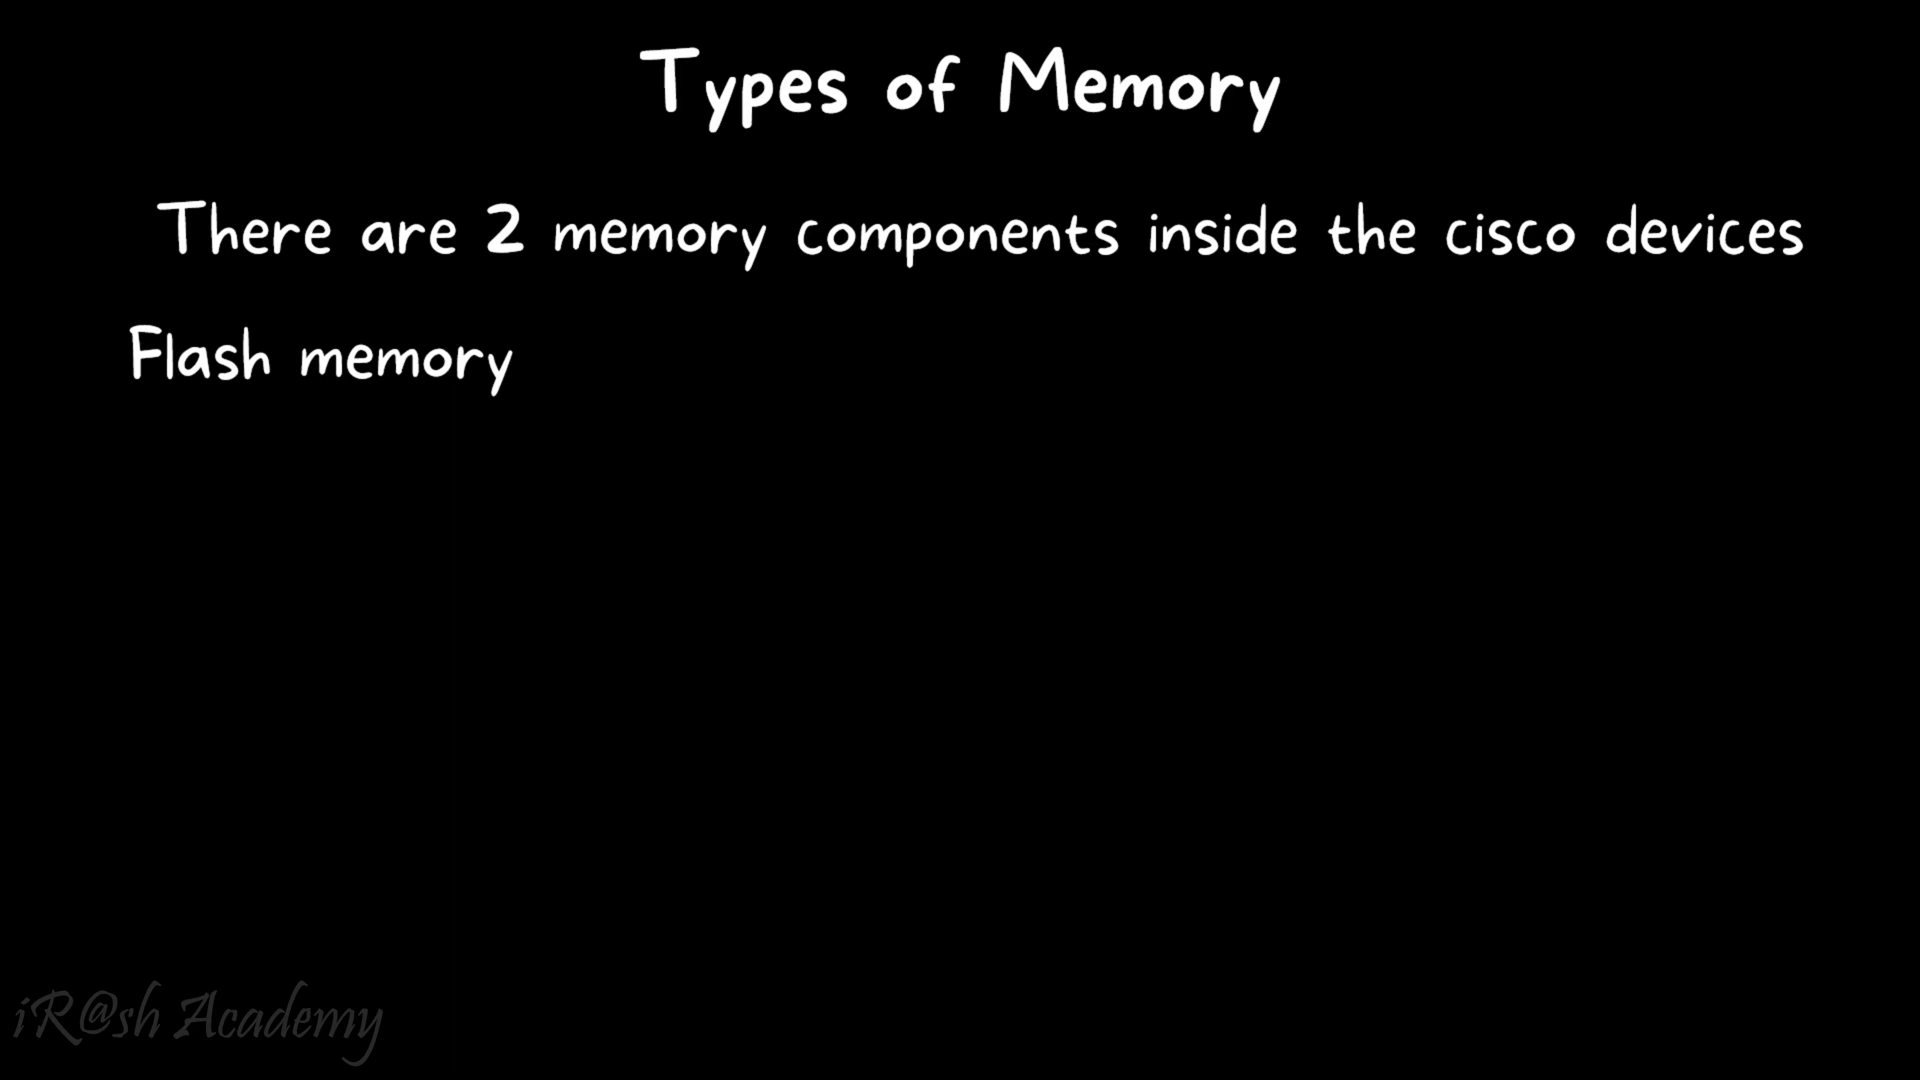 Types of Memory
There are 2 memory components inside the cisco devices
Flash memory
iR@sh Academy